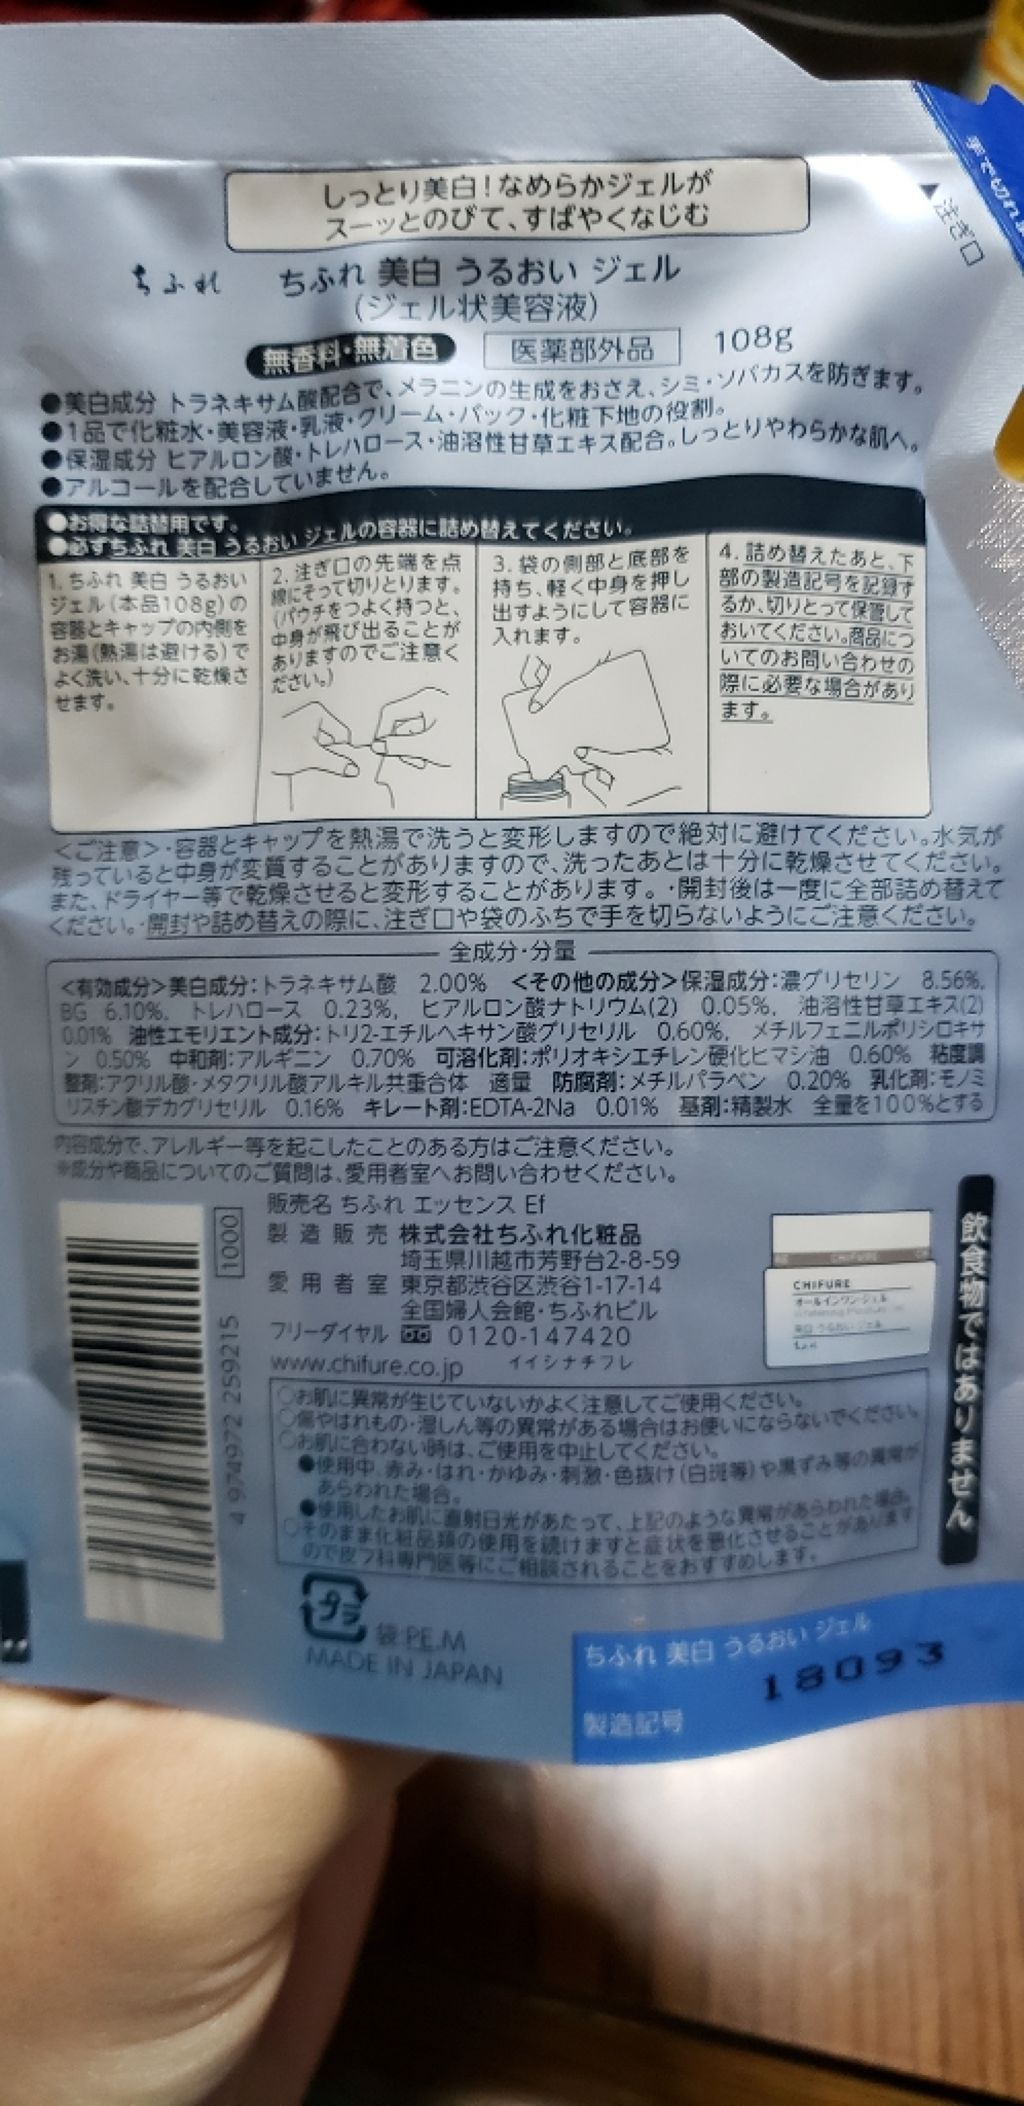 手で切れ
▼注ぎ口
しっとり美白！なめらかジェルが
スーッとのびて、すばやくなじむ
ちふれ ちふれ 美白 うるおい ジェル
（ジェル状美容液）
無香料・無着色 医薬部外品 108g
●美白成分 トラネキサム酸配合で、メラニンの生成をおさえ、シミ・ソバカスを防ぎます。
●1品で化粧水・美容液・乳液・クリーム・パック・化粧下地の役割。
●保湿成分 ヒアルロン酸・トレハロース・油溶性甘草エキス配合。しっとりやわらかな肌へ。
●アルコールを配合していません。
●お得な詰替用です。
●必ずちふれ 美白 うるおい ジェルの容器に詰め替えてください。
1. ちふれ 美白 うるおい
ジェル（本品108g）の
容器とキャップの内側を
お湯（熱湯は避ける）で
よく洗い、十分に乾燥さ
せます。
2. 注ぎ口の先端を点
線にそって切りとります。
（パウチをつよく持つと、
中身が飛び出ることが
ありますのでご注意く
ださい。）
3. 袋の側部と底部を
持ち、軽く中身を押し
出すようにして容器に
入れます。
4. 詰め替えたあと、下
部の製造記号を記録す
るか、切りとって保管して
おいてください。商品につ
いてのお問い合わせの
際に必要な場合があり
ます。
＜ご注意＞・容器とキャップを熱湯で洗うと変形しますので絶対に避けてください。水気が
残っていると中身が変質することがありますので、洗ったあとは十分に乾燥させてください。
また、ドライヤー等で乾燥させると変形することがあります。・開封後は一度に全部詰め替えて
ください。・開封や詰め替えの際に、注ぎ口や袋のふちで手を切らないようにご注意ください。
全成分・分量
＜有効成分＞美白成分：トラネキサム酸 2.00% ＜その他の成分＞保湿成分：濃グリセリン 8.56%,
BG 6.10%, トレハロース 0.23%, ヒアルロン酸ナトリウム(2) 0.05%, 油溶性甘草エキス(2)
0.01% 油性エモリエント成分：トリ2-エチルヘキサン酸グリセリル 0.60%, メチルフェニルポリシロキサ
ン 0.50% 中和剤：アルギニン 0.70% 可溶化剤：ポリオキシエチレン硬化ヒマシ油 0.60% 粘度調
整剤：アクリル酸・メタクリル酸アルキル共重合体 適量 防腐剤：メチルパラベン 0.20% 乳化剤：モノミ
リスチン酸デカグリセリル 0.16% キレート剤：EDTA-2Na 0.01% 基剤：精製水 全量を100%とする
内容成分で、アレルギー等を起こしたことのある方はご注意ください。
※成分や商品についてのご質問は、愛用者室へお問い合わせください。
販売名 ちふれ エッセンス Ef
製造販売 株式会社ちふれ化粧品
埼玉県川越市芳野台2-8-59
愛用者室 東京都渋谷区渋谷1-17-14
全国婦人会館・ちふれビル
フリーダイヤル 0120-147420
www.chifure.co.jp イイシナチフレ
1000
4 974972 259215
CHIFURE
オールインワン・ジェル
美白 うるおい ジェル
飲食物ではありません
○お肌に異常が生じていないかよく注意してご使用ください。
○傷やはれもの・湿しん等の異常がある場合はお使いにならないでください。
○お肌に合わない時は、ご使用を中止してください。
●使用中、赤み・はれ・かゆみ・刺激・色抜け（白斑等）や黒ずみ等の異常が
あらわれた場合。
●使用したお肌に直射日光があたって、上記のような異常があらわれた場合。
○そのまま化粧品類の使用を続けますと症状を悪化させることがあります
ので皮フ科専門医等にご相談されることをおすすめします。
プラ 袋:PE,M
MADE IN JAPAN
ちふれ 美白 うるおい ジェル
18093
製造記号